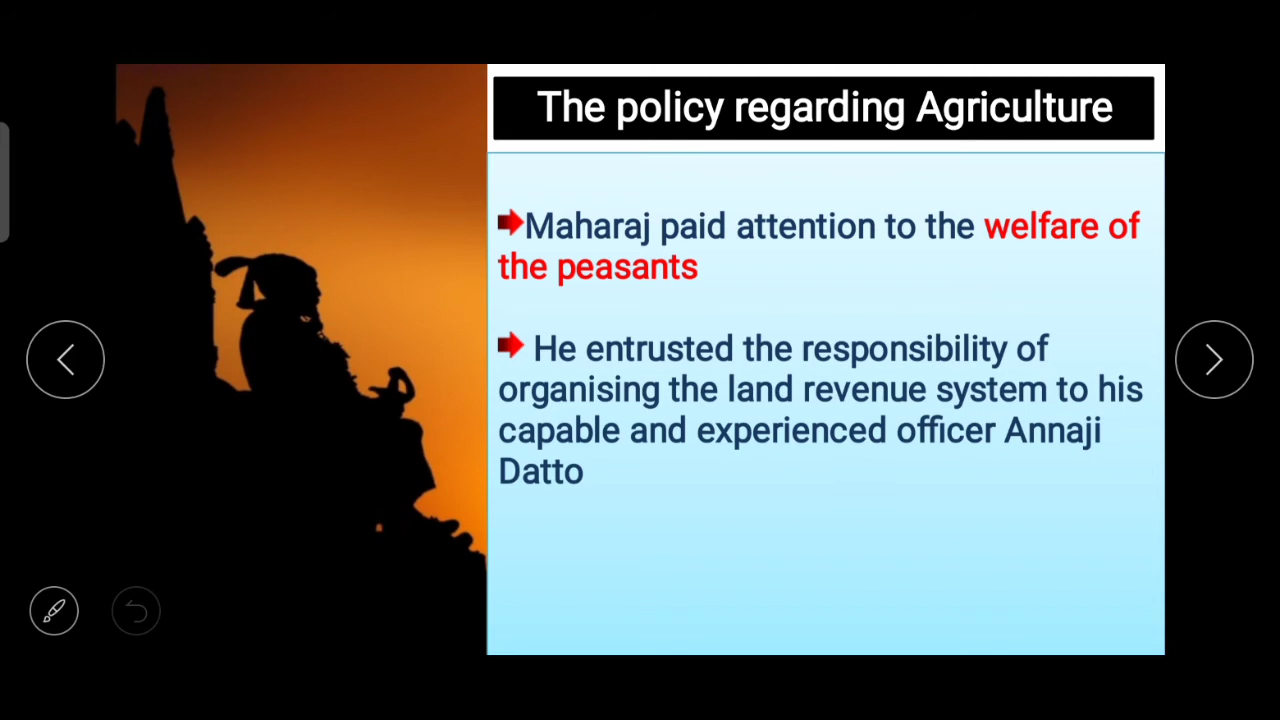 The policy regarding Agriculture
Maharaj paid attention to the welfare of
the peasants
He entrusted the responsibility of
organising the land revenue system to his
capable and experienced officer Annaji
Datto